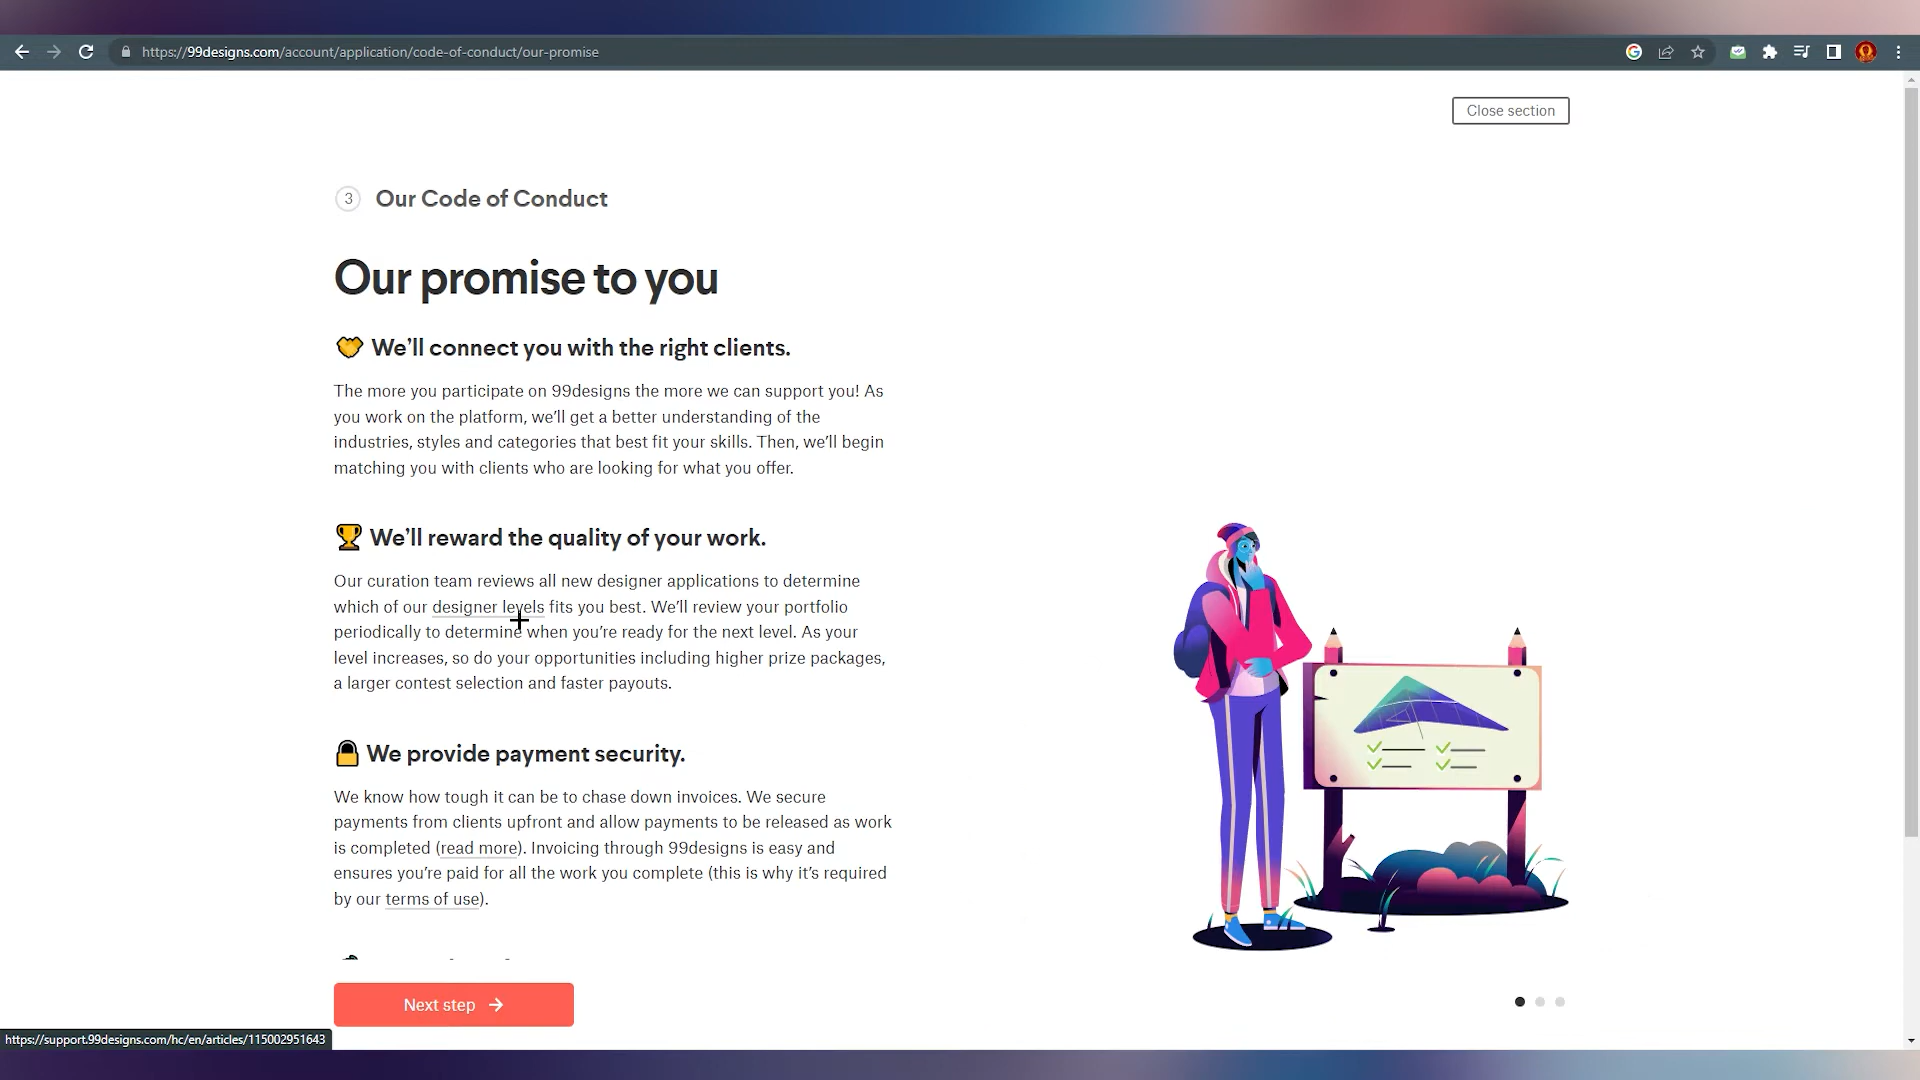 https://99designs.com/account/application/code-of-conduct/our-promise
Close section
3 Our Code of Conduct
Our promise to you
We'll connect you with the right clients.
The more you participate on 99designs the more we can support you! As
you work on the platform, we'll get a better understanding of the
industries, styles and categories that best fit your skills. Then, we'll begin
matching you with clients who are looking for what you offer.
We'll reward the quality of your work.
Our curation team reviews all new designer applications to determine
which of our designer levels fits you best. We'll review your portfolio
periodically to determine when you're ready for the next level. As your
level increases, so do your opportunities including higher prize packages,
a larger contest selection and faster payouts.
We provide payment security.
We know how tough it can be to chase down invoices. We secure
payments from clients upfront and allow payments to be released as work
is completed (read more). Invoicing through 99designs is easy and
ensures you're paid for all the work you complete (this is why it's required
by our terms of use).
Next step
https://support.99designs.com/hc/en/articles/115002951643